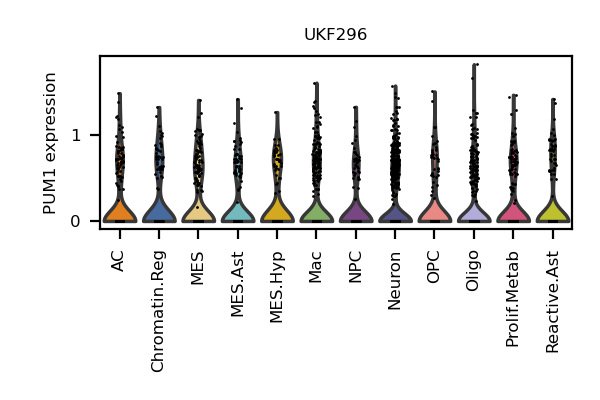 UKF296
PUM1 expression
1
0
AC
Chromatin.Reg
MES
MES.Ast
MES.Hyp
Mac
NPC
Neuron
OPC
Oligo
Prolif.Metab
Reactive.Ast